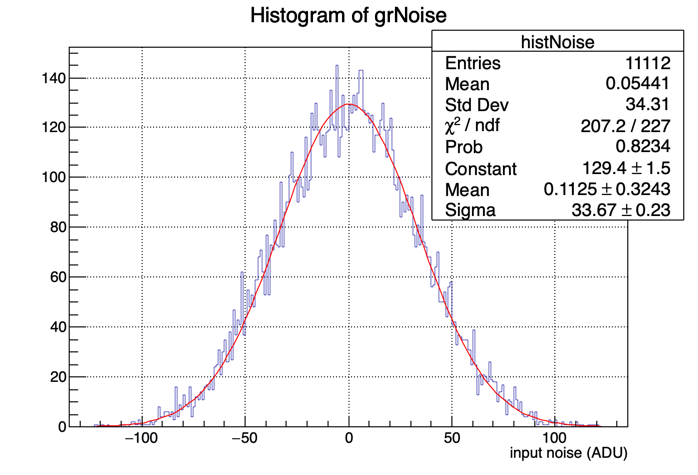 Histogram of grNoise
histNoise
Entries 11112
Mean 0.05441
Std Dev 34.31
χ² / ndf 207.2 / 227
Prob 0.8234
Constant 129.4 ± 1.5
Mean 0.1125 ± 0.3243
Sigma 33.67 ± 0.23
140
120
100
80
60
40
20
0
−100 −50 0 50 100
input noise (ADU)